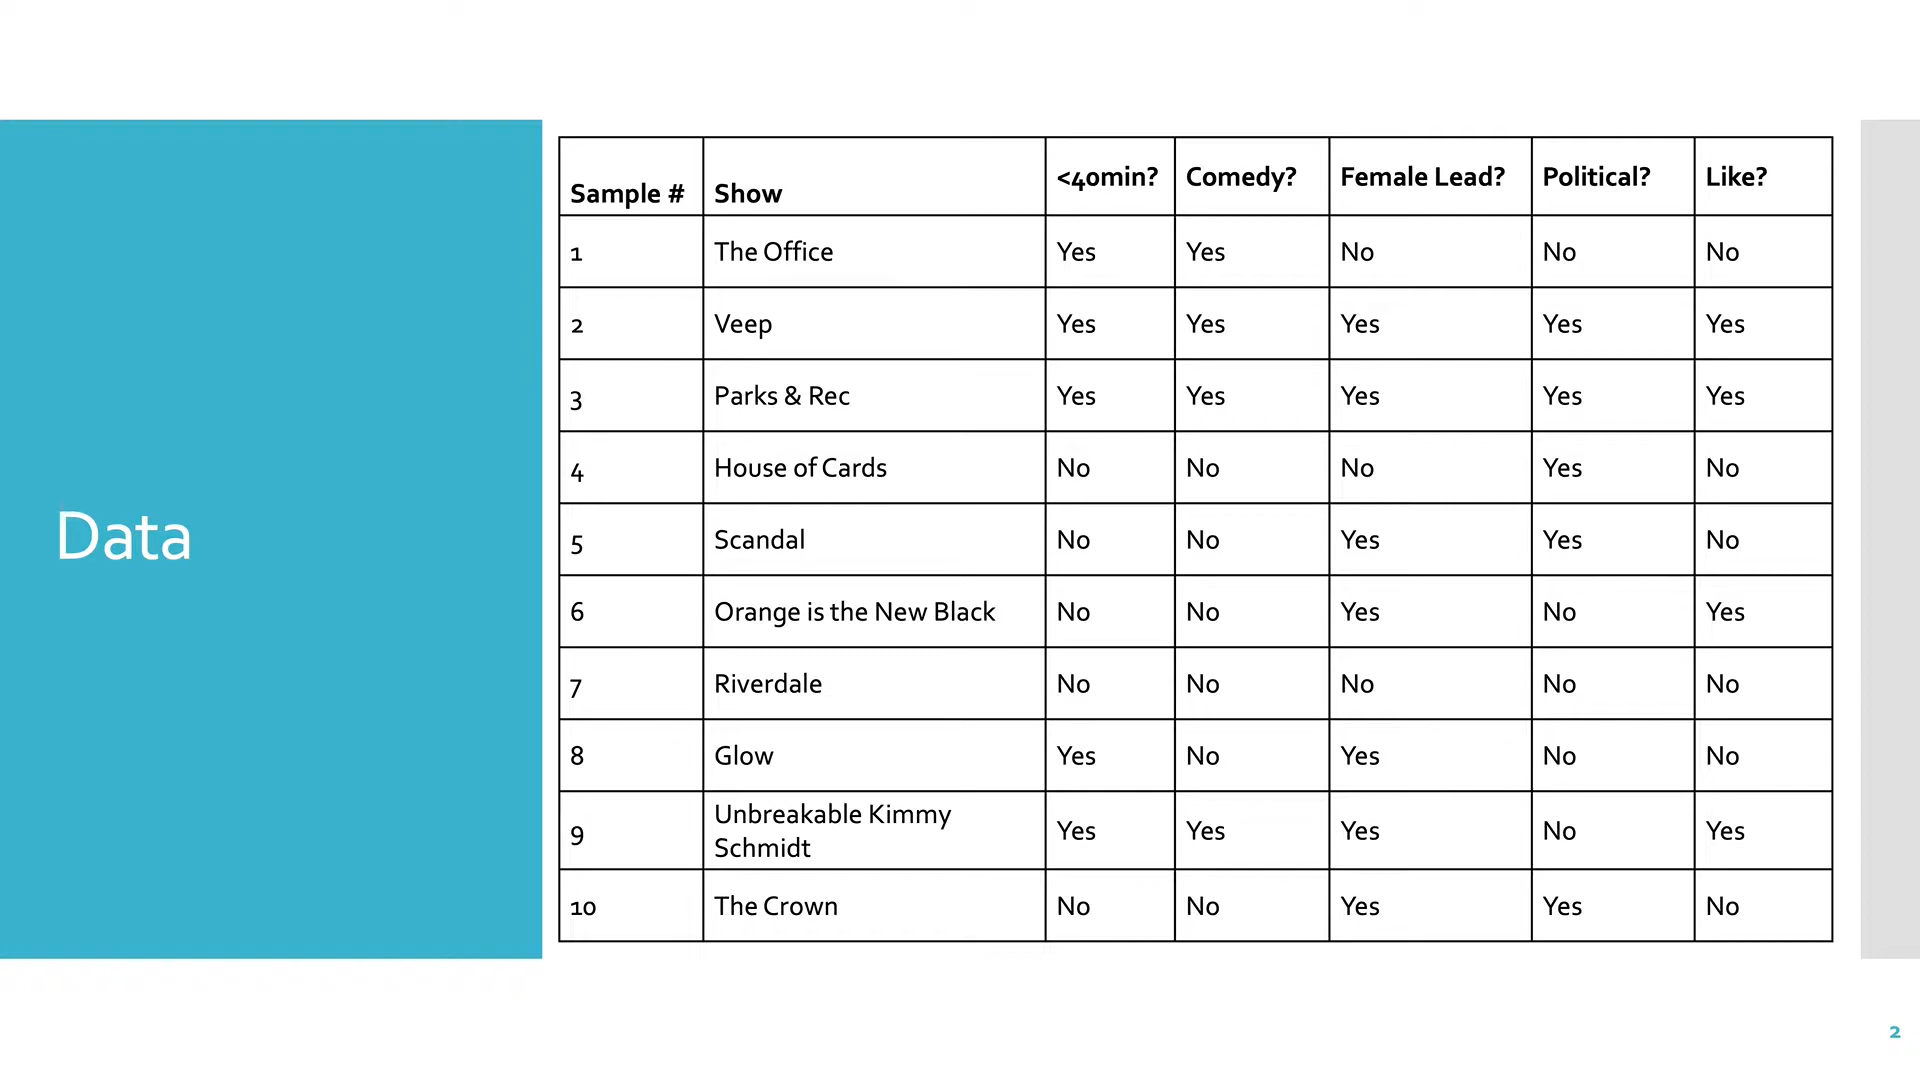 Data
Sample # Show <40min? Comedy? Female Lead? Political? Like?
1 The Office Yes Yes No No No
2 Veep Yes Yes Yes Yes Yes
3 Parks & Rec Yes Yes Yes Yes Yes
4 House of Cards No No No Yes No
5 Scandal No No Yes Yes No
6 Orange is the New Black No No Yes No Yes
7 Riverdale No No No No No
8 Glow Yes No Yes No No
9 Unbreakable Kimmy
Schmidt Yes Yes Yes No Yes
10 The Crown No No Yes Yes No
2